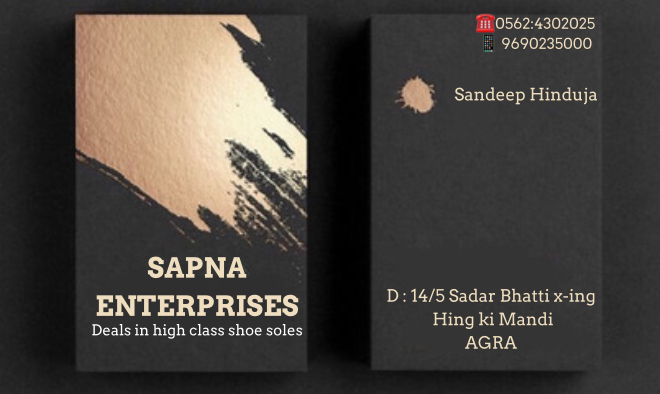 SAPNA
ENTERPRISES
Deals in high class shoe soles
☎️0562:4302025
📱 9690235000
Sandeep Hinduja
D : 14/5 Sadar Bhatti x-ing
Hing ki Mandi
AGRA